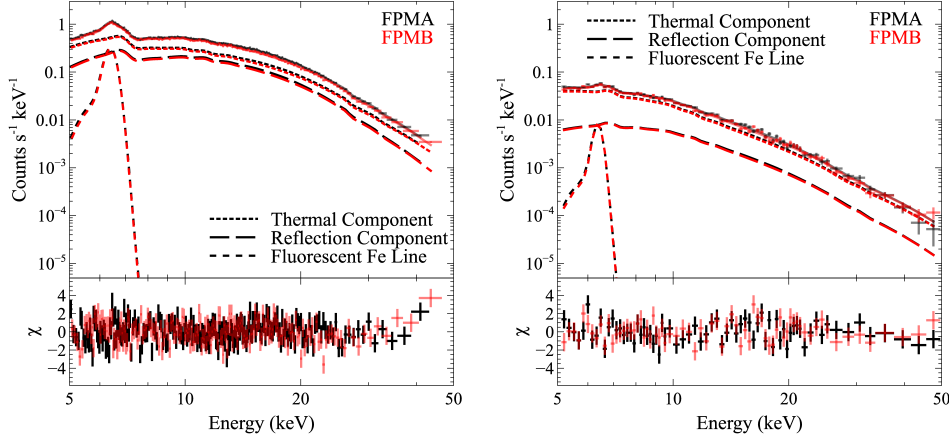 FPMA
FPMB
1
0.1
0.01
10⁻³
10⁻⁴
10⁻⁵
Counts s⁻¹ keV⁻¹
Thermal Component
Reflection Component
Fluorescent Fe Line
4
2
0
−2
−4
χ
5 10 20 50
Energy (keV)
FPMA
FPMB
Thermal Component
Reflection Component
Fluorescent Fe Line
1
0.1
0.01
10⁻³
10⁻⁴
10⁻⁵
Counts s⁻¹ keV⁻¹
4
2
0
−2
−4
χ
5 10 20 50
Energy (keV)